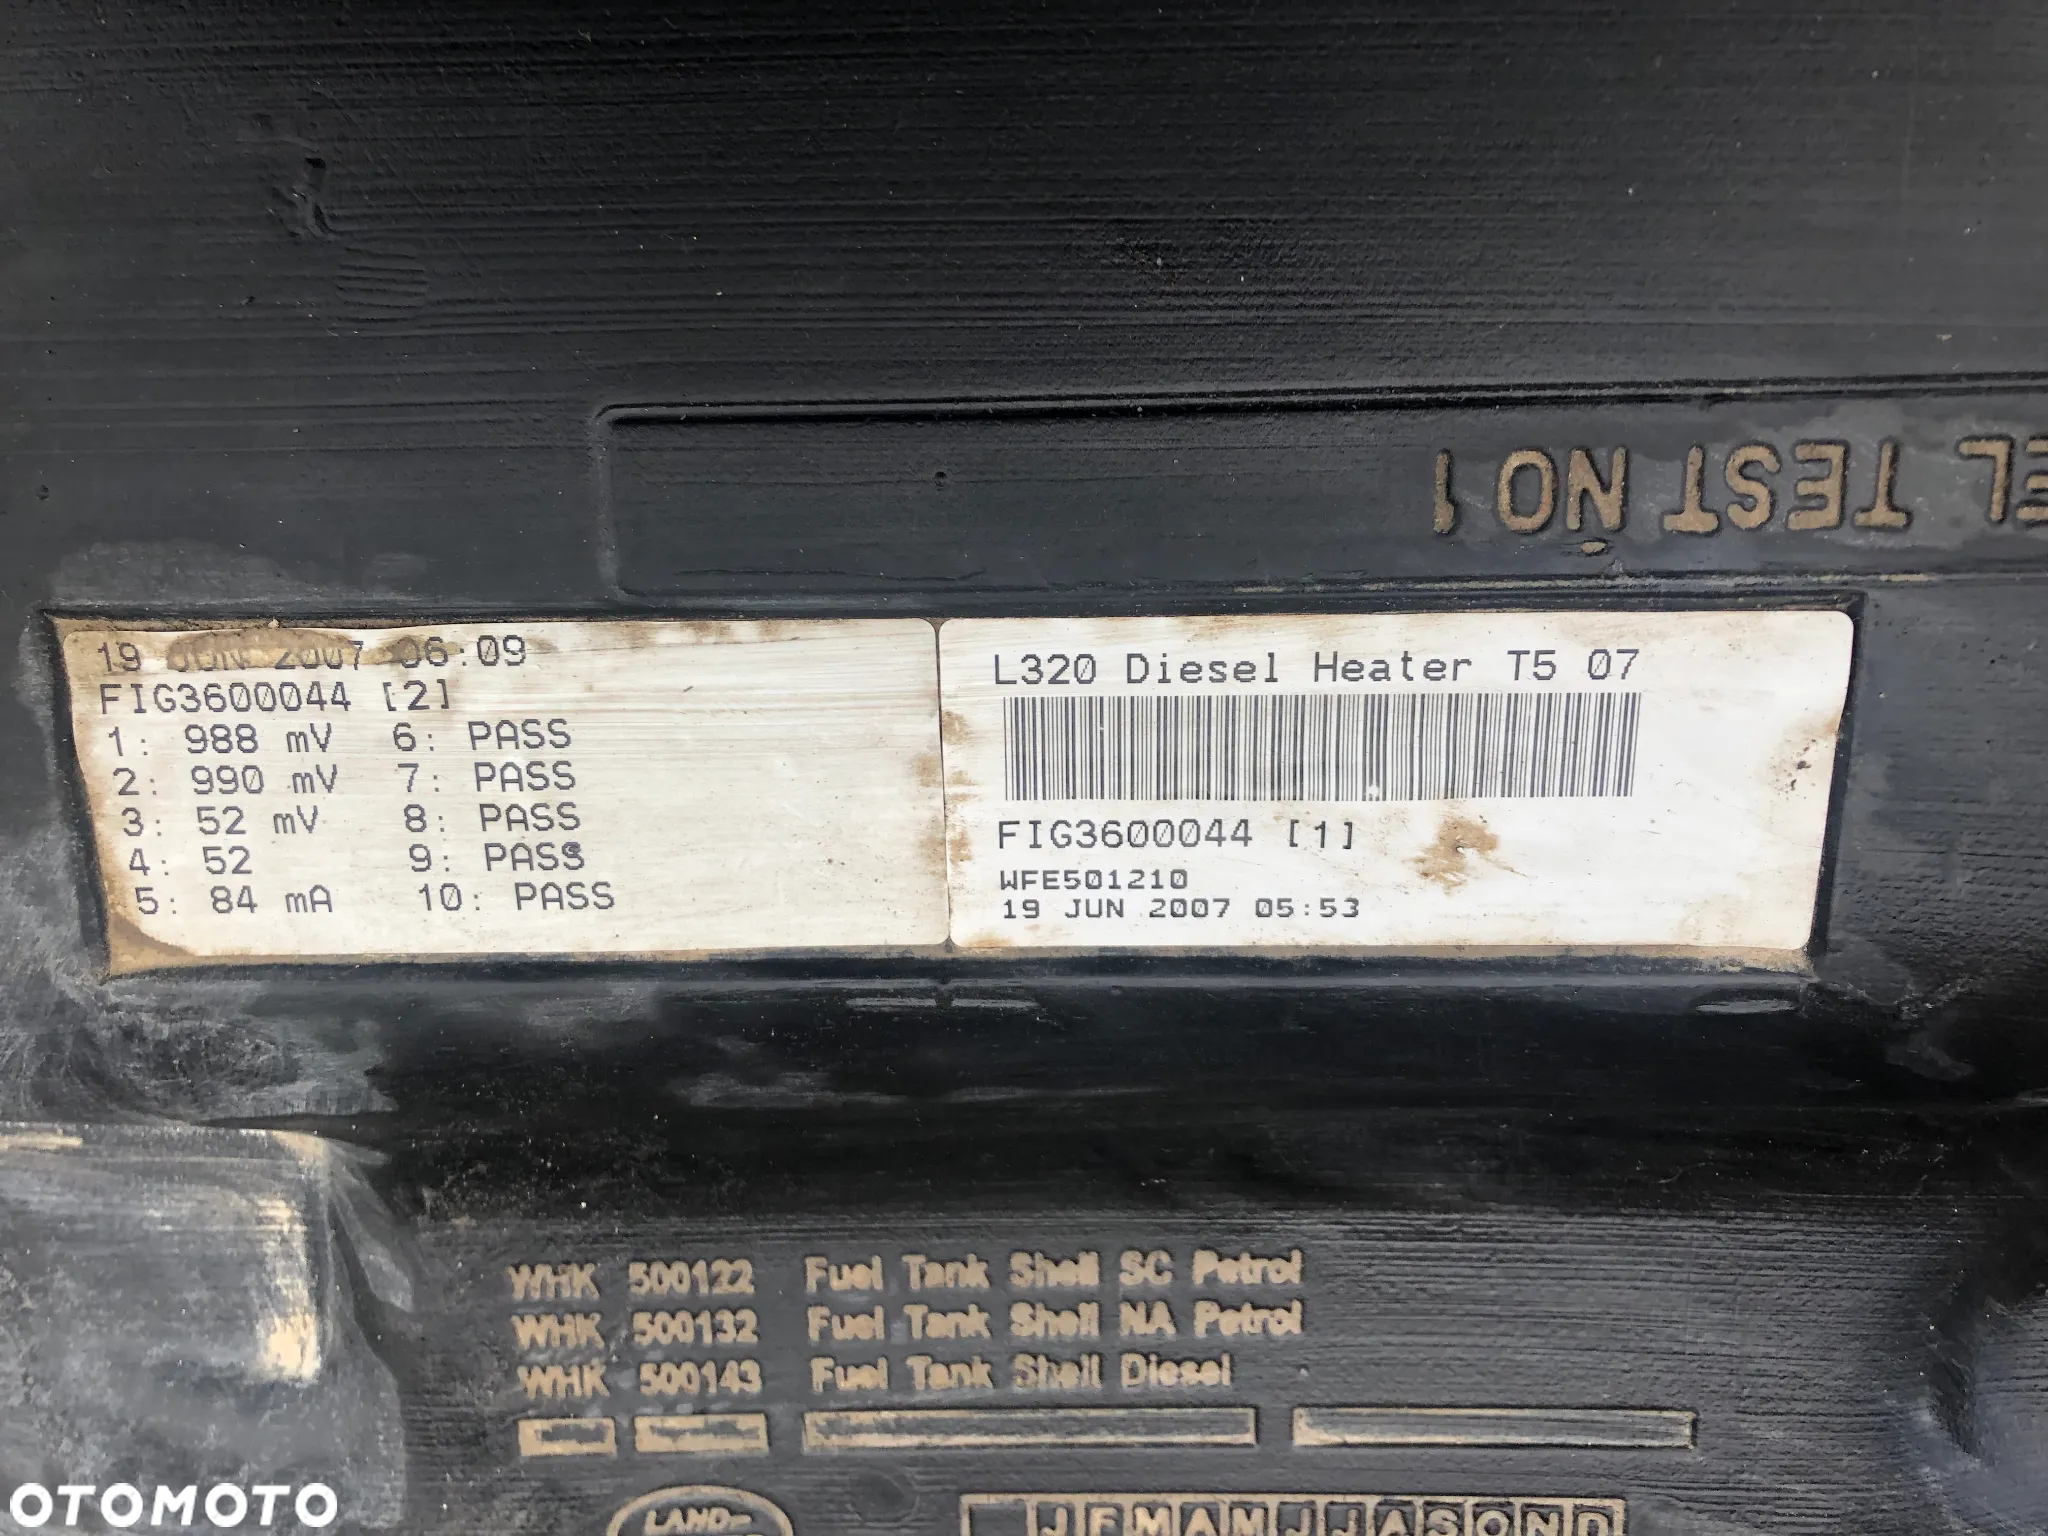 EL TEST NO 1
19 JUN 2007 06:09
FIG3600044 [2]
1: 988 mV 6: PASS
2: 990 mV 7: PASS
3: 52 mV 8: PASS
4: 52 9: PASS
5: 84 mA 10: PASS
L320 Diesel Heater T5 07
FIG3600044 [1]
WFE501210
19 JUN 2007 05:53
WHK 500122 Fuel Tank Shell SC Petrol
WHK 500132 Fuel Tank Shell NA Petrol
WHK 500143 Fuel Tank Shell Diesel
LAND-
J F M A M J J A S O N D
OTOMOTO